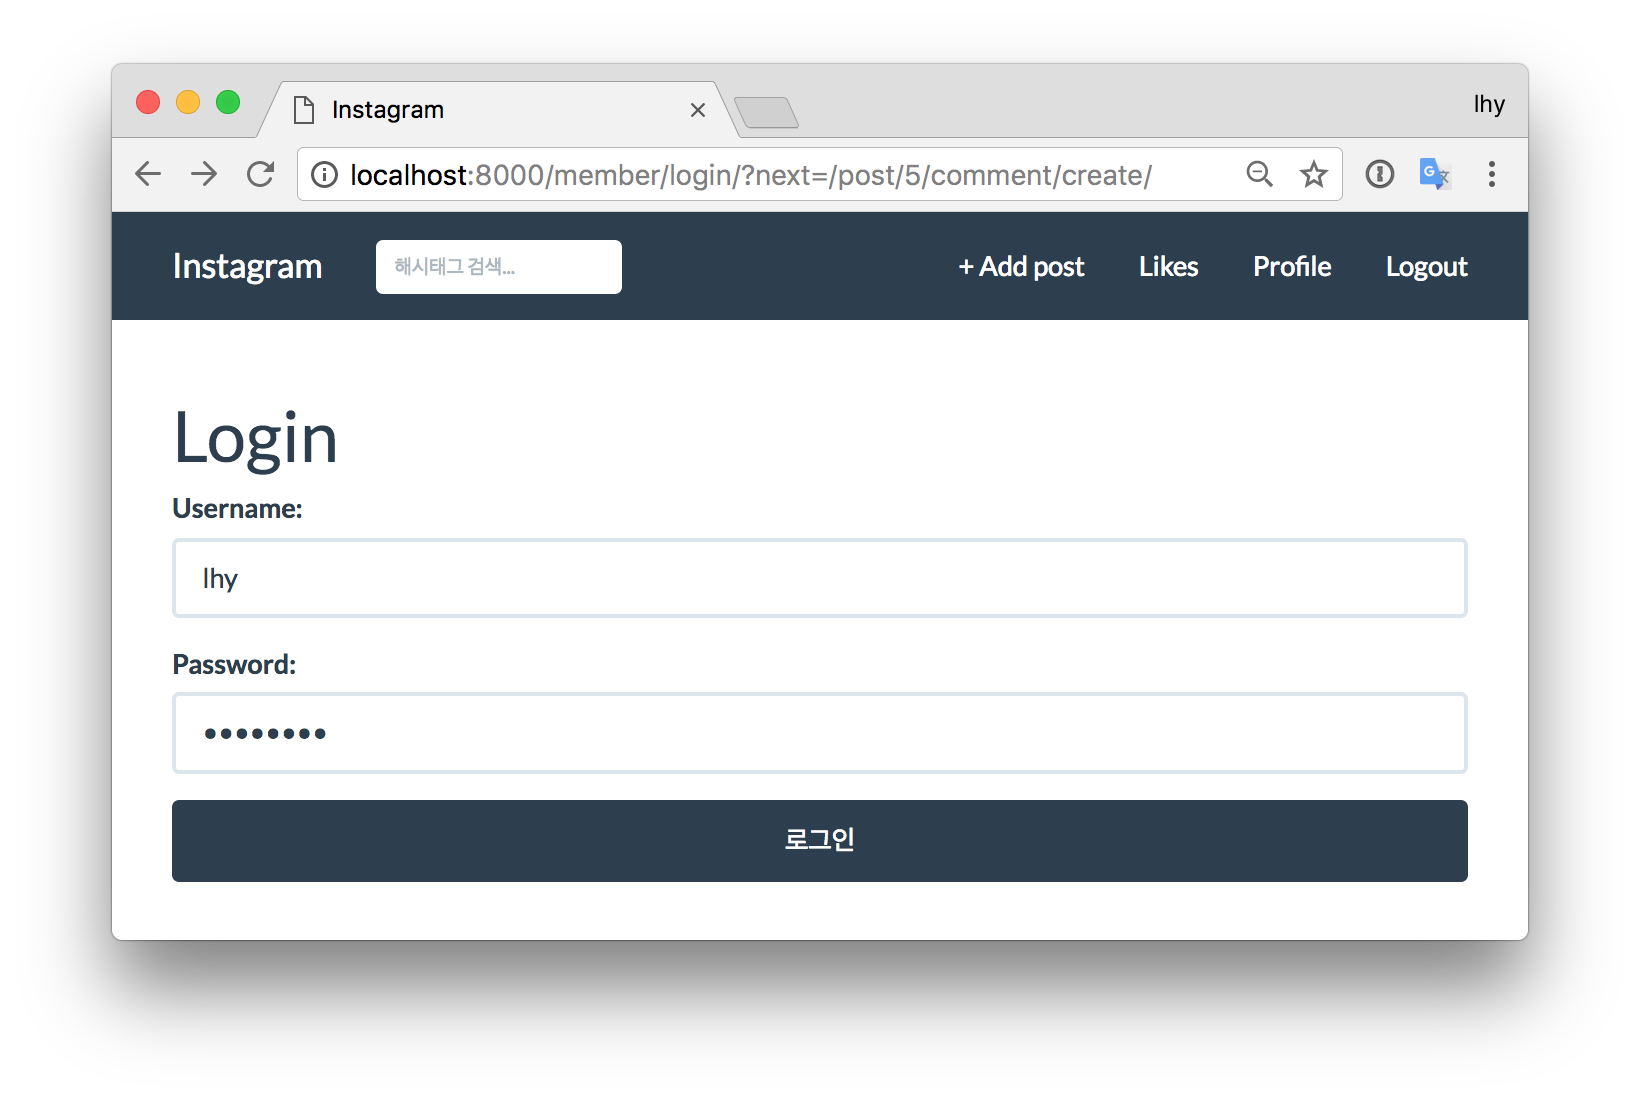 Instagram
lhy
localhost:8000/member/login/?next=/post/5/comment/create/
Instagram 해시태그 검색... + Add post Likes Profile Logout
Login
Username:
lhy
Password:
••••••••
로그인